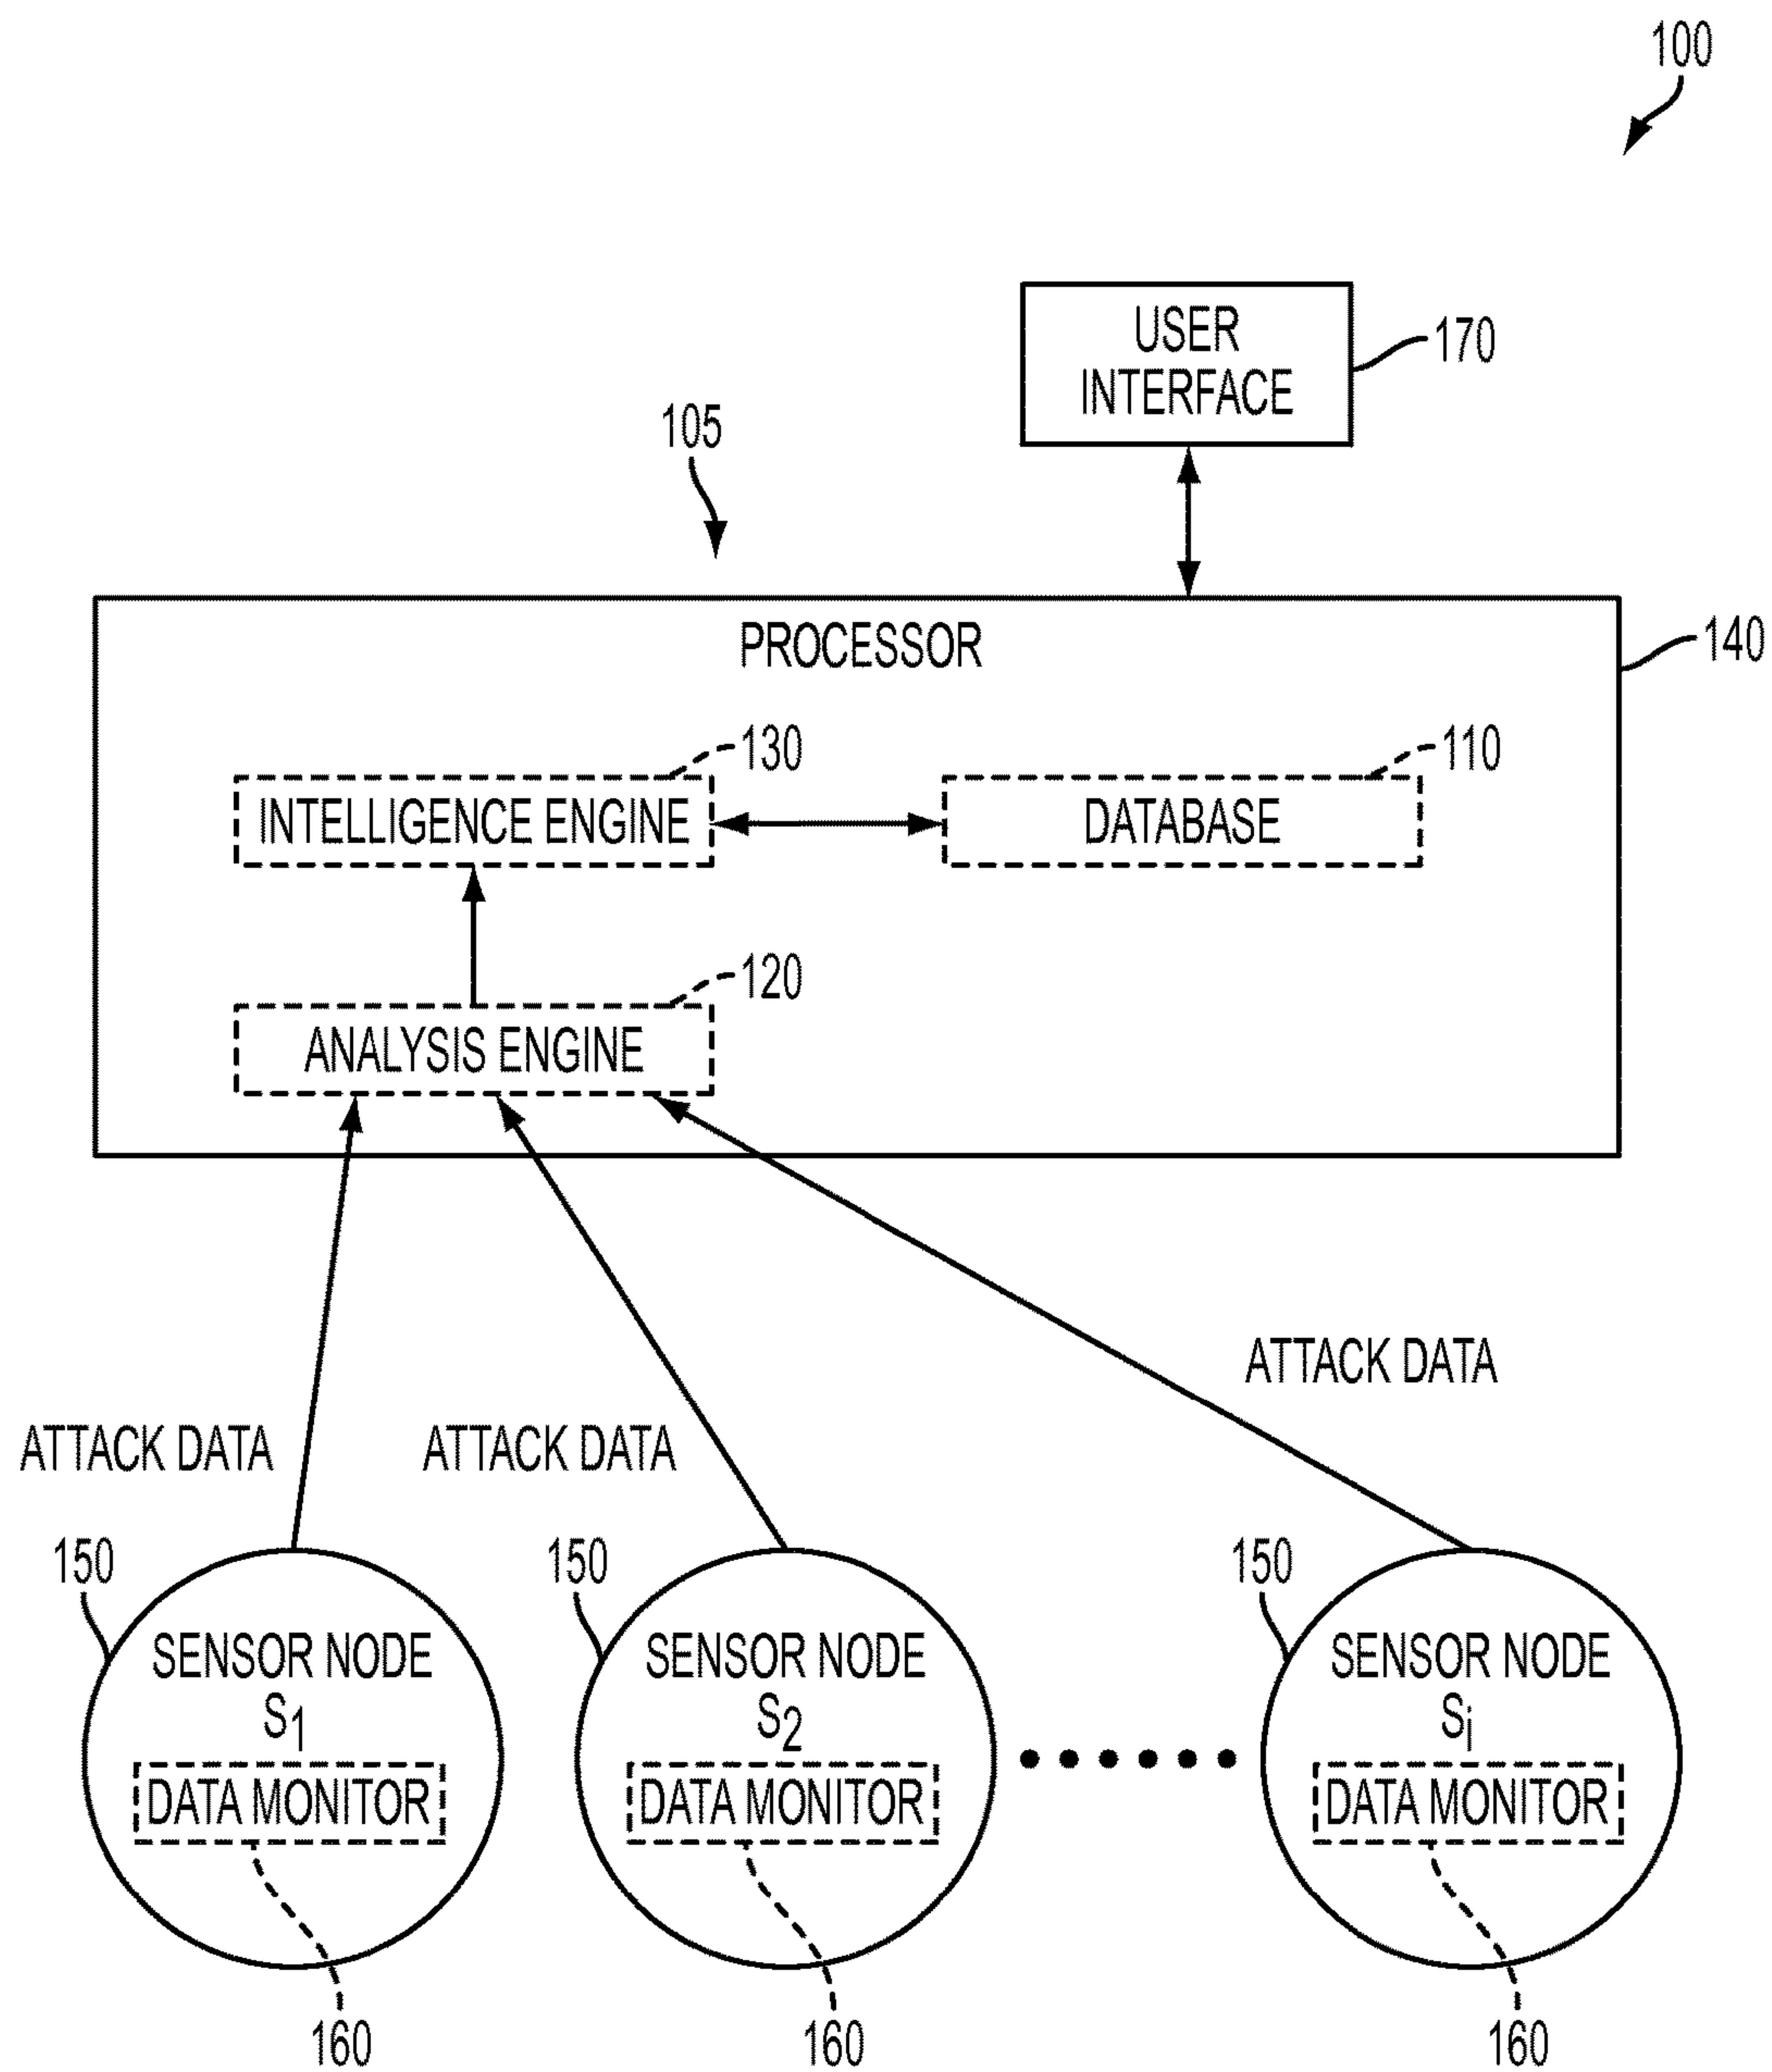 100
USER
INTERFACE
170
105
PROCESSOR
140
130
110
INTELLIGENCE ENGINE
DATABASE
120
ANALYSIS ENGINE
ATTACK DATA
ATTACK DATA
ATTACK DATA
150
150
150
SENSOR NODE
S1
DATA MONITOR
SENSOR NODE
S2
DATA MONITOR
SENSOR NODE
Si
DATA MONITOR
160
160
160